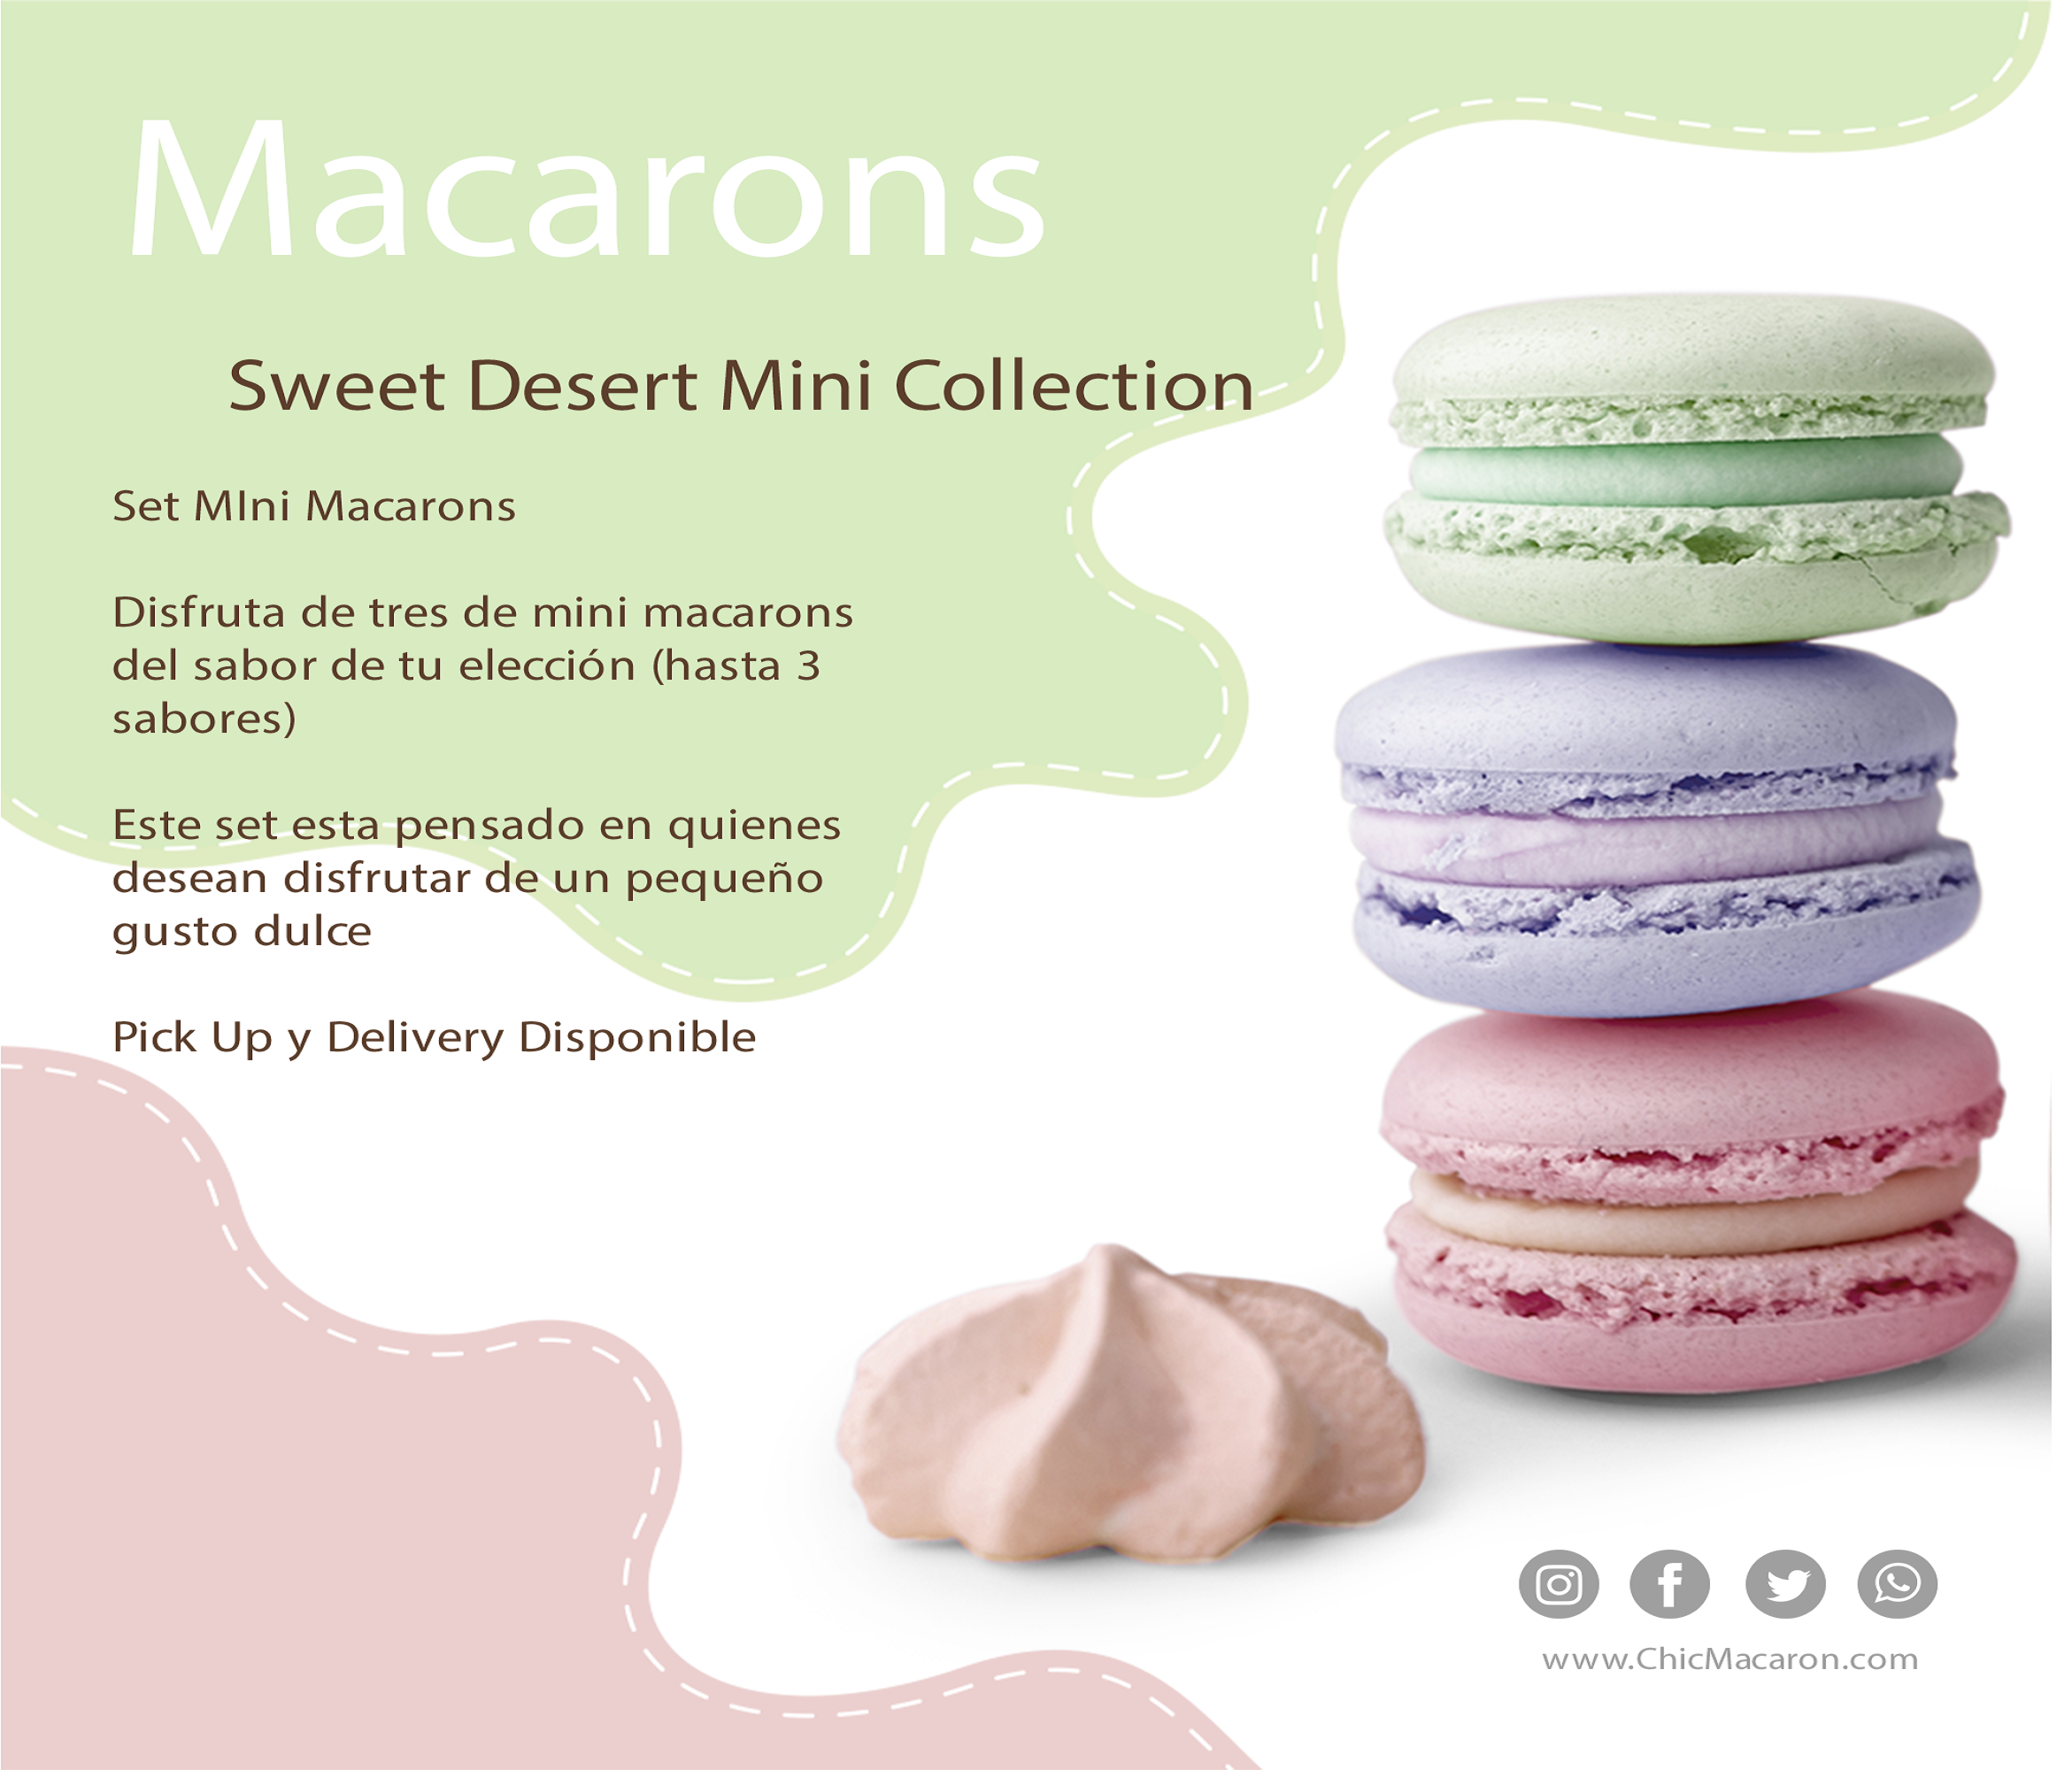 Macarons
Sweet Desert Mini Collection
Set MIni Macarons
Disfruta de tres de mini macarons
del sabor de tu elección (hasta 3
sabores)
Este set esta pensado en quienes
desean disfrutar de un pequeño
gusto dulce
Pick Up y Delivery Disponible
www.ChicMacaron.com